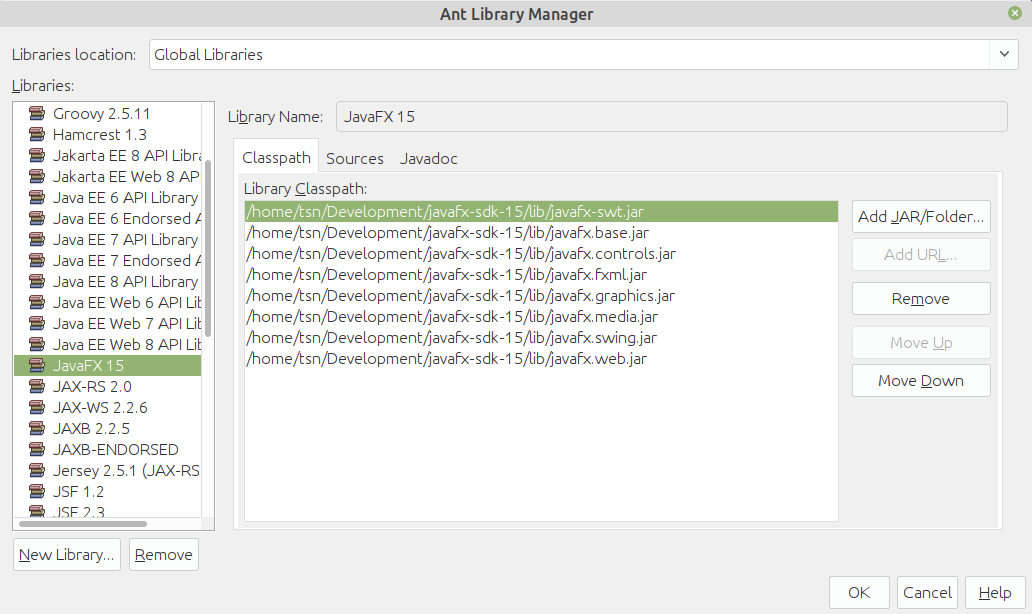 Ant Library Manager
Libraries location:
Global Libraries
Libraries:
Groovy 2.5.11
Hamcrest 1.3
Jakarta EE 8 API Libra
Jakarta EE Web 8 AP
Java EE 6 API Library
Java EE 6 Endorsed A
Java EE 7 API Library
Java EE 7 Endorsed A
Java EE 8 API Library
Java EE Web 6 API Lib
Java EE Web 7 API Lib
Java EE Web 8 API Lib
JavaFX 15
JAX-RS 2.0
JAX-WS 2.2.6
JAXB 2.2.5
JAXB-ENDORSED
Jersey 2.5.1 (JAX-RS
JSF 1.2
JSF 2.3
New Library...
Remove
Library Name:
JavaFX 15
Classpath
Sources
Javadoc
Library Classpath:
/home/tsn/Development/javafx-sdk-15/lib/javafx-swt.jar
/home/tsn/Development/javafx-sdk-15/lib/javafx.base.jar
/home/tsn/Development/javafx-sdk-15/lib/javafx.controls.jar
/home/tsn/Development/javafx-sdk-15/lib/javafx.fxml.jar
/home/tsn/Development/javafx-sdk-15/lib/javafx.graphics.jar
/home/tsn/Development/javafx-sdk-15/lib/javafx.media.jar
/home/tsn/Development/javafx-sdk-15/lib/javafx.swing.jar
/home/tsn/Development/javafx-sdk-15/lib/javafx.web.jar
Add JAR/Folder...
Add URL...
Remove
Move Up
Move Down
OK
Cancel
Help